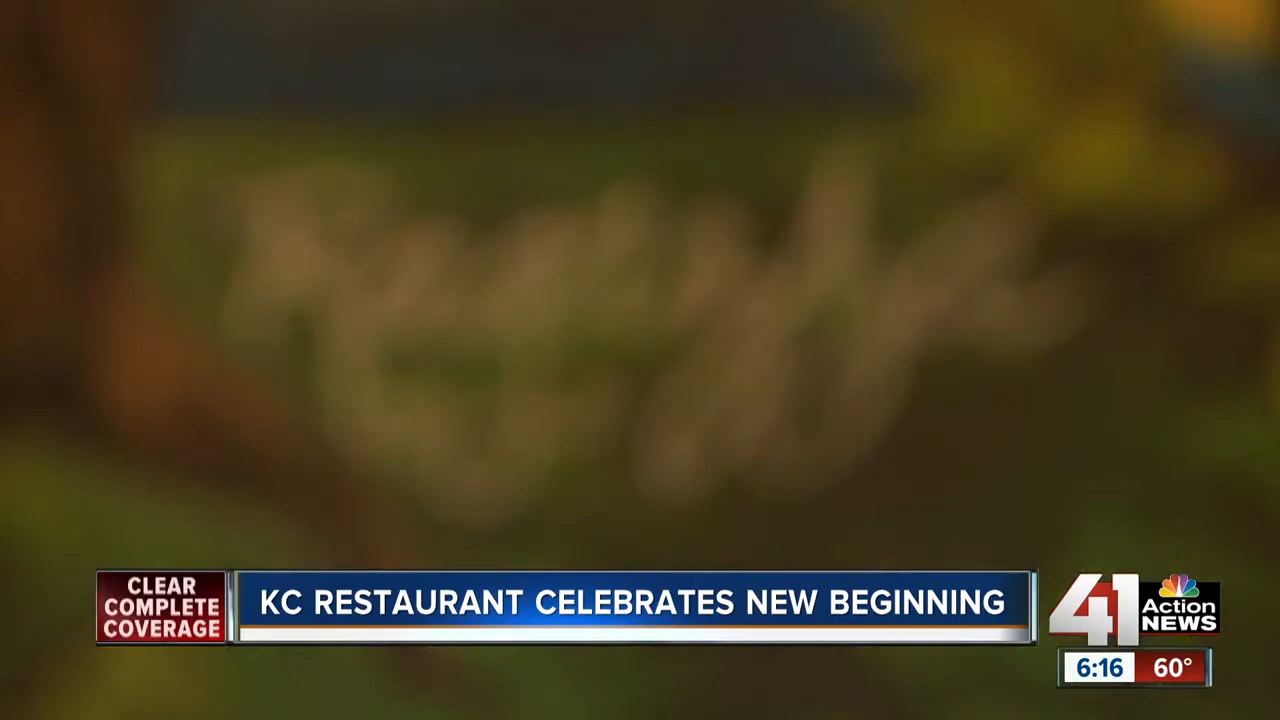 CLEAR
COMPLETE
COVERAGE
KC RESTAURANT CELEBRATES NEW BEGINNING
41
Action
NEWS
6:16
60°